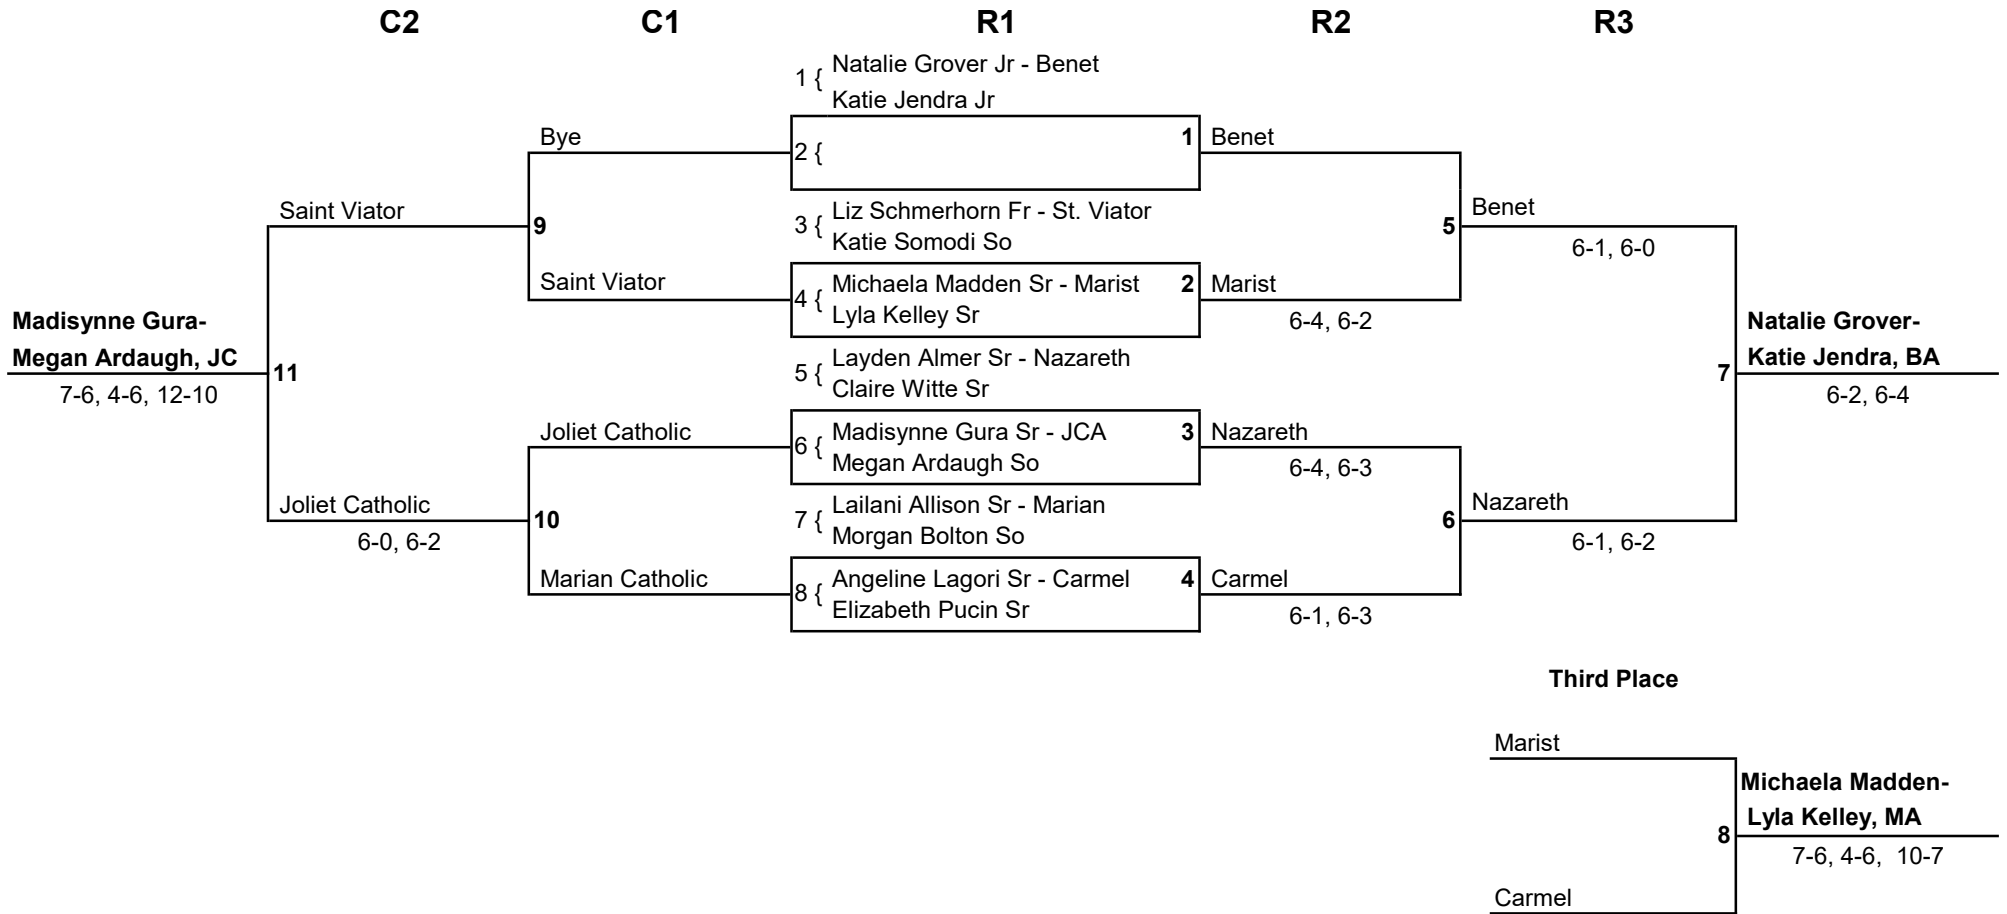 C2 C1 R1 R2 R3
1 { Natalie Grover Jr - Benet
Katie Jendra Jr
Bye
2 {
1 Benet
Saint Viator
9
3 { Liz Schmerhorn Fr - St. Viator
Katie Somodi So
5 Benet
6-1, 6-0
Saint Viator
4 { Michaela Madden Sr - Marist
Lyla Kelley Sr
2 Marist
6-4, 6-2
Madisynne Gura-
Megan Ardaugh, JC
7-6, 4-6, 12-10
11
5 { Layden Almer Sr - Nazareth
Claire Witte Sr
7
Natalie Grover-
Katie Jendra, BA
6-2, 6-4
Joliet Catholic
6 { Madisynne Gura Sr - JCA
Megan Ardaugh So
3 Nazareth
6-4, 6-3
Joliet Catholic
6-0, 6-2
10
7 { Lailani Allison Sr - Marian
Morgan Bolton So
6 Nazareth
6-1, 6-2
Marian Catholic
8 { Angeline Lagori Sr - Carmel
Elizabeth Pucin Sr
4 Carmel
6-1, 6-3
Third Place
Marist
8
Michaela Madden-
Lyla Kelley, MA
7-6, 4-6, 10-7
Carmel